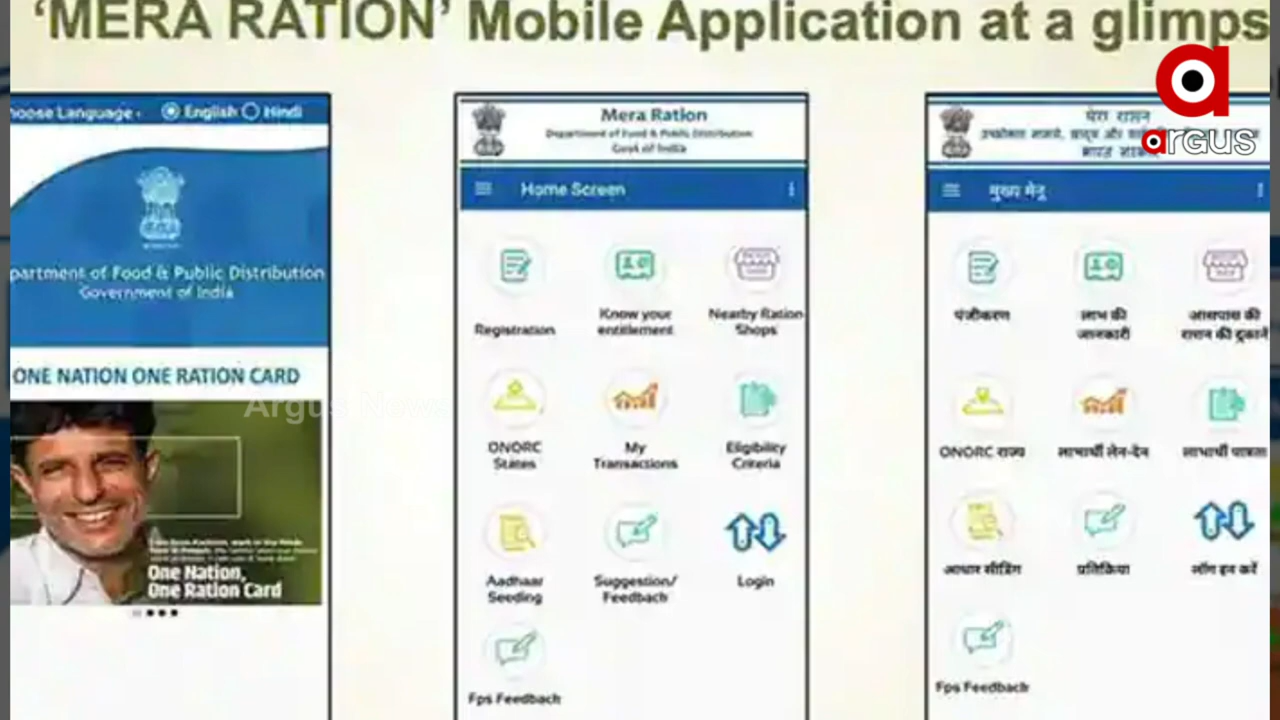 'MERA RATION' Mobile Application at a glimps
argus
hoose Language
English
Hindi
partment of Food & Public Distribution
Government of India
ONE NATION ONE RATION CARD
One Nation,
One Ration Card
Mera Ration
Department of Food & Public Distribution
Govt of India
Home Screen
Registration
Know your
entitlement
Nearby Ration
Shops
ONORC
States
My
Transactions
Eligibility
Criteria
Aadhaar
Seeding
Suggestion/
Feedback
Login
Fps Feedback
मेरा राशन
भारत सरकार
मुख्य मेनू
पंजीकरण
लाभ की
जानकारी
आसपास की
राशन की दुकानें
ONORC राज्य
लाभार्थी लेन-देन
लाभार्थी पात्रता
आधार सीडिंग
प्रतिक्रिया
लॉग इन करें
Fps Feedback
Argus News